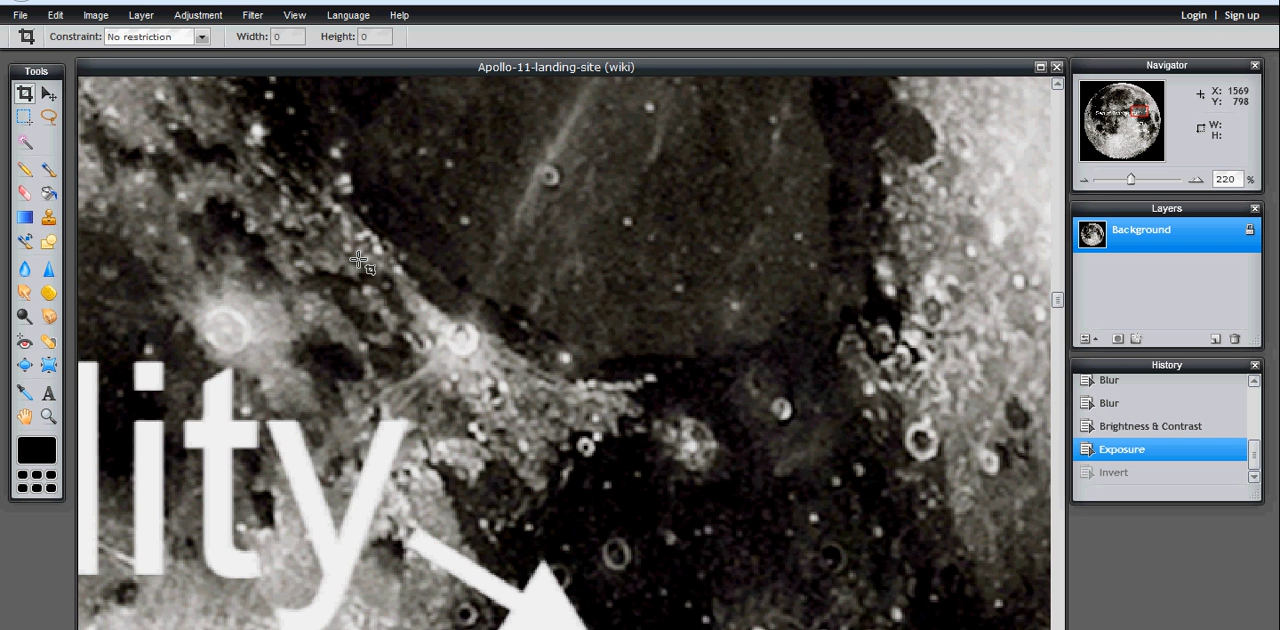 File Edit Image Layer Adjustment Filter View Language Help Login | Sign up
Constraint: No restriction Width: 0 Height: 0
Tools
Apollo-11-landing-site (wiki)
lity
Navigator
X: 1569
Y: 798
W:
H:
220 %
Layers
Background
History
Blur
Blur
Brightness & Contrast
Exposure
Invert